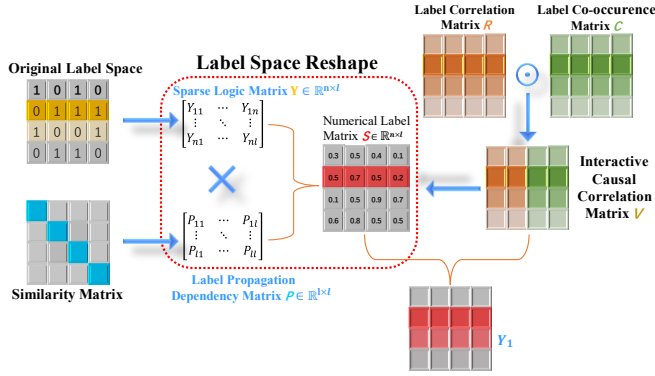 Label Correlation
Matrix R
Label Co-occurence
Matrix C
Original Label Space
1 0 1 0
0 1 1 1
1 0 0 1
0 1 1 0
Label Space Reshape
Sparse Logic Matrix Y ∈ ℝⁿˣˡ
Y₁₁ ⋯ Y₁ₙ
⋮ ⋱ ⋮
Yₙ₁ ⋯ Yₙₗ
Numerical Label
Matrix S ∈ ℝⁿˣˡ
0.3 0.5 0.4 0.1
0.5 0.7 0.5 0.2
0.1 0.5 0.9 0.7
0.6 0.8 0.5 0.5
P₁₁ ⋯ P₁ₗ
⋮ ⋱ ⋮
Pₗ₁ ⋯ Pₗₗ
Interactive
Causal
Correlation
Matrix V
Similarity Matrix
Label Propagation
Dependency Matrix P ∈ ℝˡˣˡ
Y₁